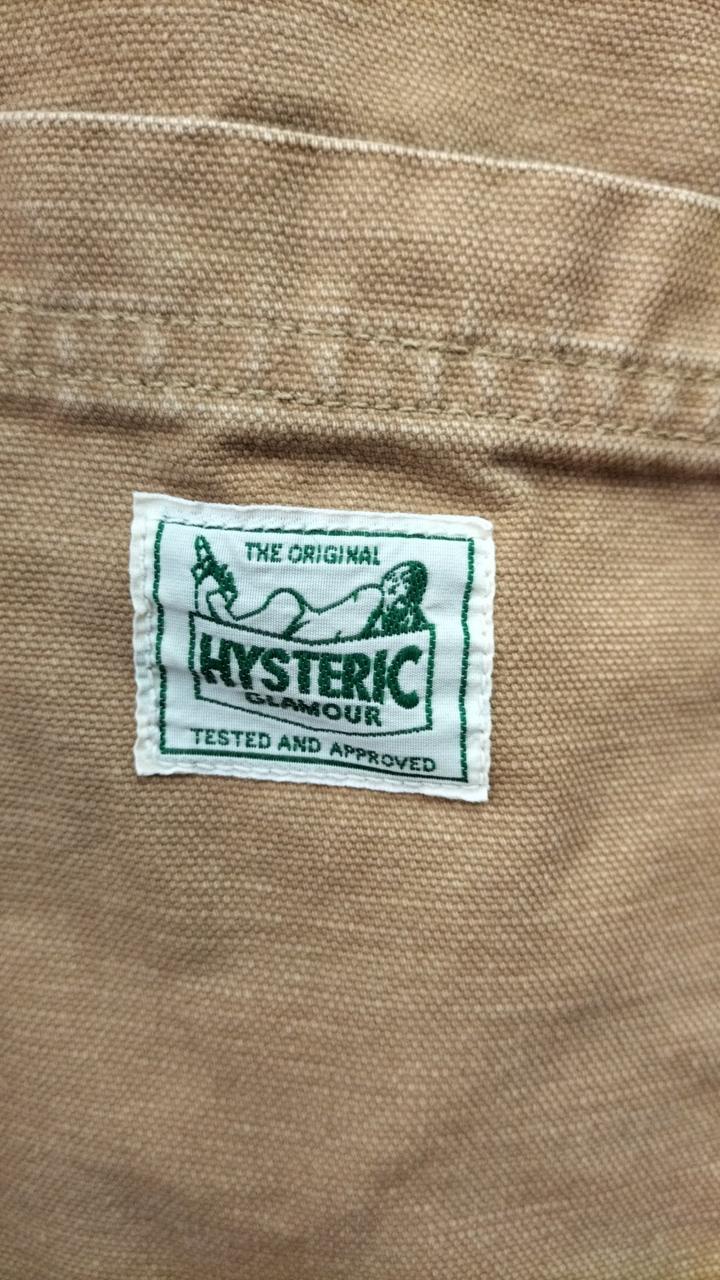 THE ORIGINAL
HYSTERIC
GLAMOUR
TESTED AND APPROVED